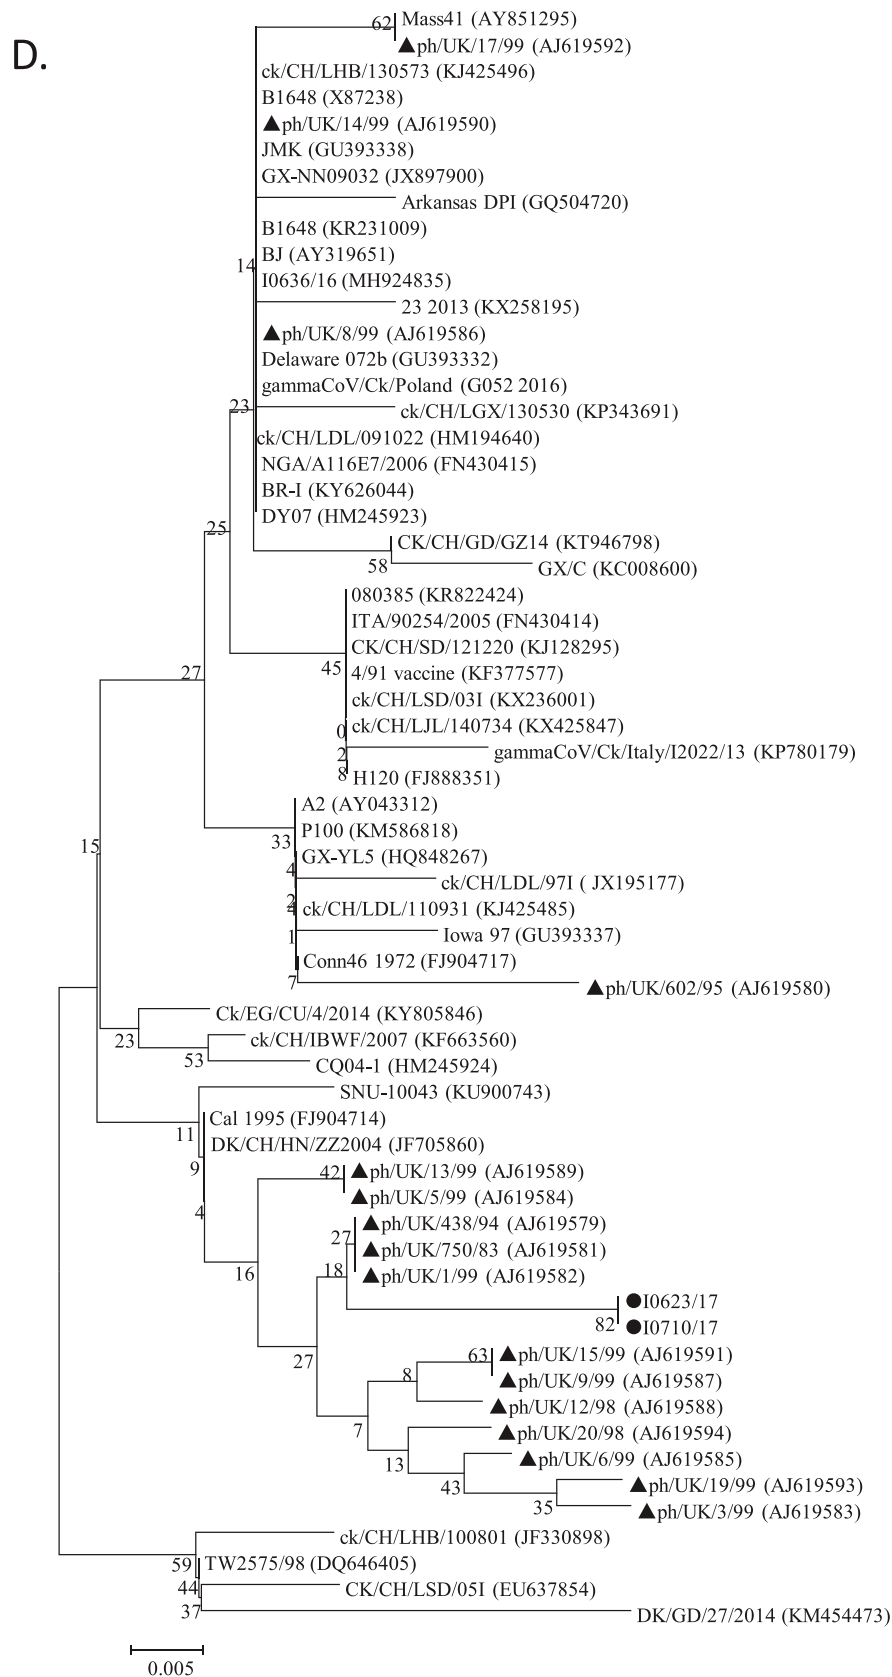 D.
62
Mass41 (AY851295)
▲ph/UK/17/99 (AJ619592)
ck/CH/LHB/130573 (KJ425496)
B1648 (X87238)
▲ph/UK/14/99 (AJ619590)
JMK (GU393338)
GX-NN09032 (JX897900)
Arkansas DPI (GQ504720)
B1648 (KR231009)
BJ (AY319651)
14
I0636/16 (MH924835)
23 2013 (KX258195)
▲ph/UK/8/99 (AJ619586)
Delaware 072b (GU393332)
gammaCoV/Ck/Poland (G052 2016)
23
ck/CH/LGX/130530 (KP343691)
ck/CH/LDL/091022 (HM194640)
NGA/A116E7/2006 (FN430415)
BR-I (KY626044)
DY07 (HM245923)
25
CK/CH/GD/GZ14 (KT946798)
58
GX/C (KC008600)
080385 (KR822424)
ITA/90254/2005 (FN430414)
CK/CH/SD/121220 (KJ128295)
45
27
4/91 vaccine (KF377577)
ck/CH/LSD/03I (KX236001)
0
ck/CH/LJL/140734 (KX425847)
2
gammaCoV/Ck/Italy/I2022/13 (KP780179)
8
H120 (FJ888351)
A2 (AY043312)
P100 (KM586818)
33
15
GX-YL5 (HQ848267)
4
ck/CH/LDL/97I ( JX195177)
2
4
ck/CH/LDL/110931 (KJ425485)
1
Iowa 97 (GU393337)
Conn46 1972 (FJ904717)
7
▲ph/UK/602/95 (AJ619580)
Ck/EG/CU/4/2014 (KY805846)
23
ck/CH/IBWF/2007 (KF663560)
53
CQ04-1 (HM245924)
SNU-10043 (KU900743)
11
Cal 1995 (FJ904714)
DK/CH/HN/ZZ2004 (JF705860)
9
42
▲ph/UK/13/99 (AJ619589)
▲ph/UK/5/99 (AJ619584)
4
▲ph/UK/438/94 (AJ619579)
27
▲ph/UK/750/83 (AJ619581)
16
18
▲ph/UK/1/99 (AJ619582)
●I0623/17
82
●I0710/17
27
63
▲ph/UK/15/99 (AJ619591)
8
▲ph/UK/9/99 (AJ619587)
▲ph/UK/12/98 (AJ619588)
7
▲ph/UK/20/98 (AJ619594)
13
▲ph/UK/6/99 (AJ619585)
43
▲ph/UK/19/99 (AJ619593)
35
▲ph/UK/3/99 (AJ619583)
ck/CH/LHB/100801 (JF330898)
59
TW2575/98 (DQ646405)
44
CK/CH/LSD/05I (EU637854)
37
DK/GD/27/2014 (KM454473)
0.005